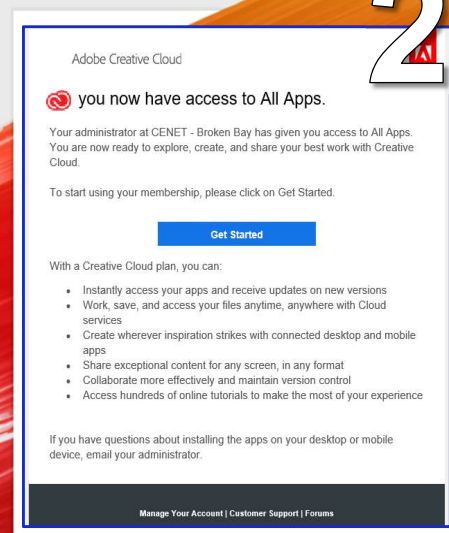 2
Adobe Creative Cloud
you now have access to All Apps.
Your administrator at CENET - Broken Bay has given you access to All Apps.
You are now ready to explore, create, and share your best work with Creative
Cloud.
To start using your membership, please click on Get Started.
Get Started
With a Creative Cloud plan, you can:
• Instantly access your apps and receive updates on new versions
• Work, save, and access your files anytime, anywhere with Cloud
services
• Create wherever inspiration strikes with connected desktop and mobile
apps
• Share exceptional content for any screen, in any format
• Collaborate more effectively and maintain version control
• Access hundreds of online tutorials to make the most of your experience
If you have questions about installing the apps on your desktop or mobile
device, email your administrator.
Manage Your Account | Customer Support | Forums